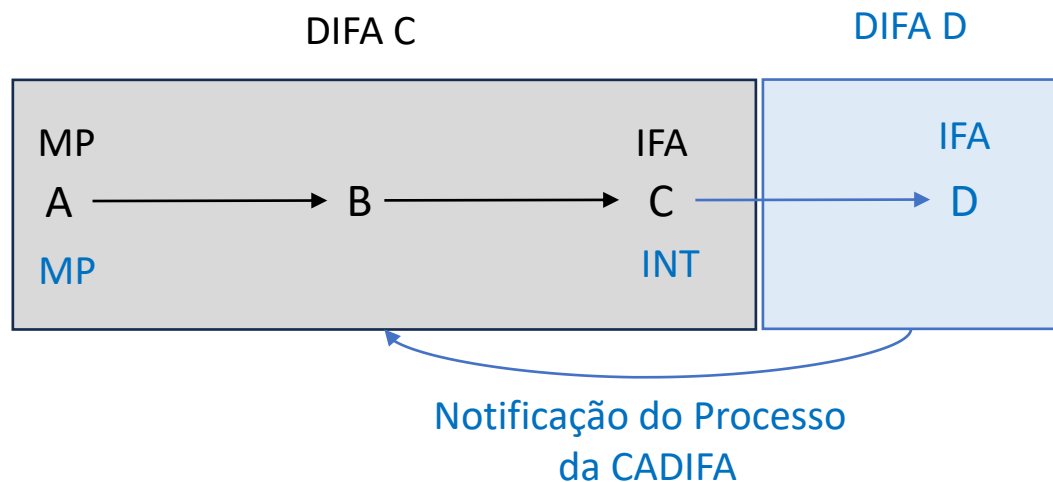 DIFA C
DIFA D
MP
IFA
IFA
A
B
C
D
MP
INT
Notificação do Processo
da CADIFA